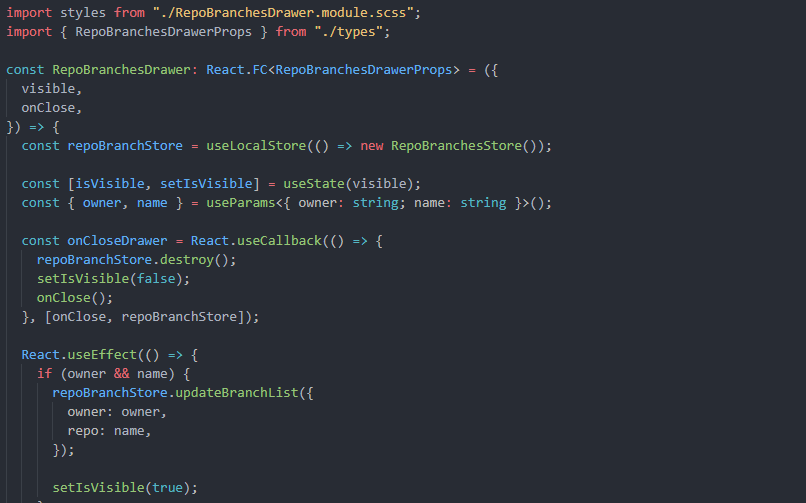 import styles from "./RepoBranchesDrawer.module.scss";
import { RepoBranchesDrawerProps } from "./types";

const RepoBranchesDrawer: React.FC<RepoBranchesDrawerProps> = ({
  visible,
  onClose,
}) => {
  const repoBranchStore = useLocalStore(() => new RepoBranchesStore());

  const [isVisible, setIsVisible] = useState(visible);
  const { owner, name } = useParams<{ owner: string; name: string }>();

  const onCloseDrawer = React.useCallback(() => {
    repoBranchStore.destroy();
    setIsVisible(false);
    onClose();
  }, [onClose, repoBranchStore]);

  React.useEffect(() => {
    if (owner && name) {
      repoBranchStore.updateBranchList({
        owner: owner,
        repo: name,
      });

      setIsVisible(true);